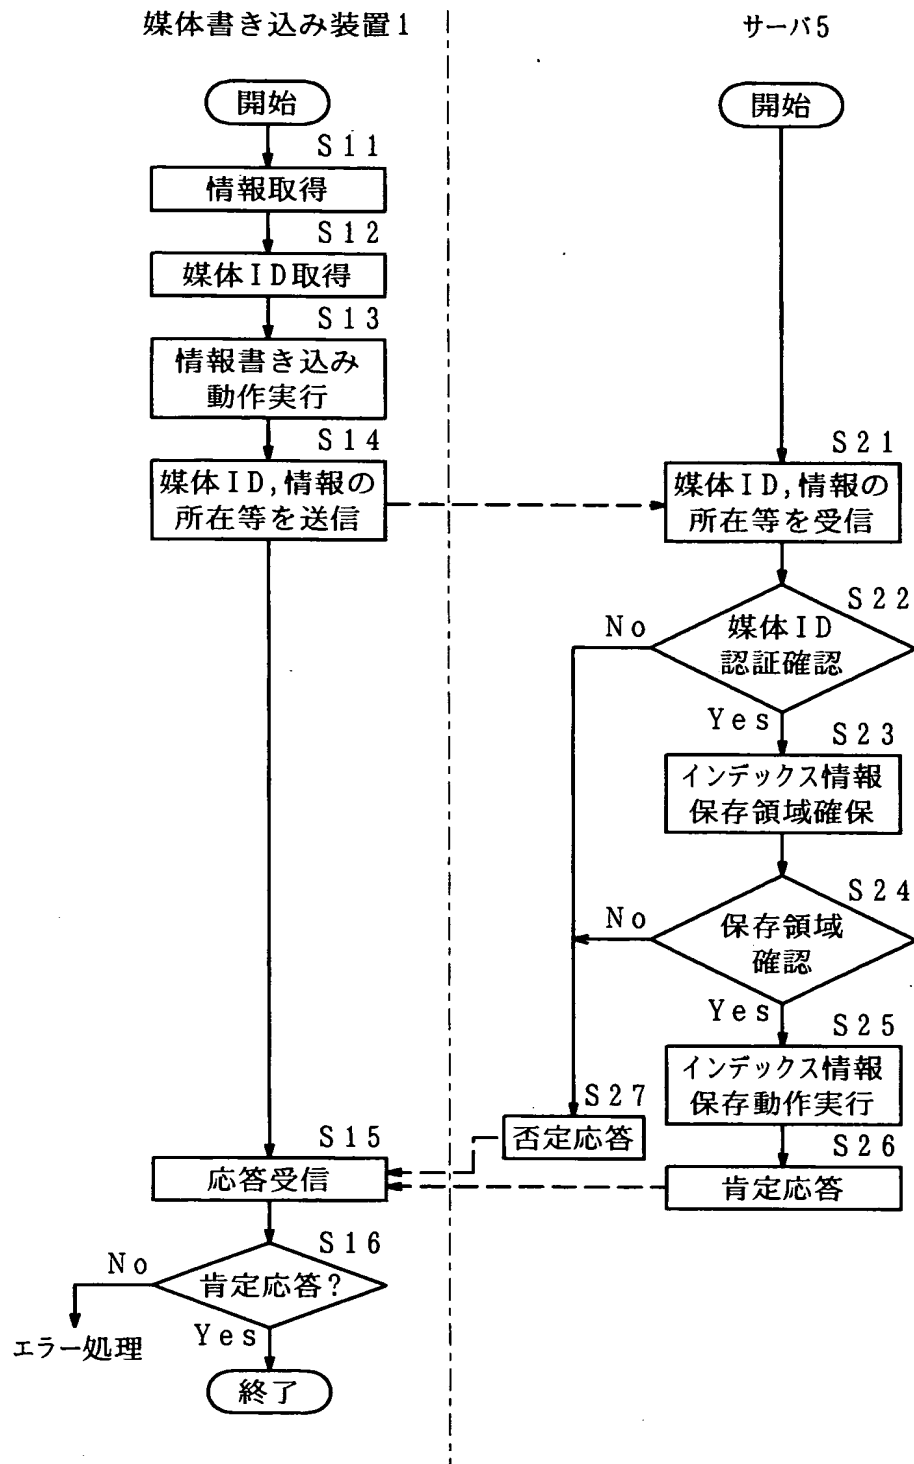 媒体書き込み装置1
サーバ5
開始
開始
S11
情報取得
S12
媒体ID取得
S13
情報書き込み
動作実行
S14
媒体ID,情報の
所在等を送信
S21
媒体ID,情報の
所在等を受信
S22
媒体ID
認証確認
No
Yes
S23
インデックス情報
保存領域確保
S24
保存領域
確認
No
Yes
S25
インデックス情報
保存動作実行
S27
否定応答
S26
肯定応答
S15
応答受信
S16
肯定応答?
No
エラー処理
Yes
終了